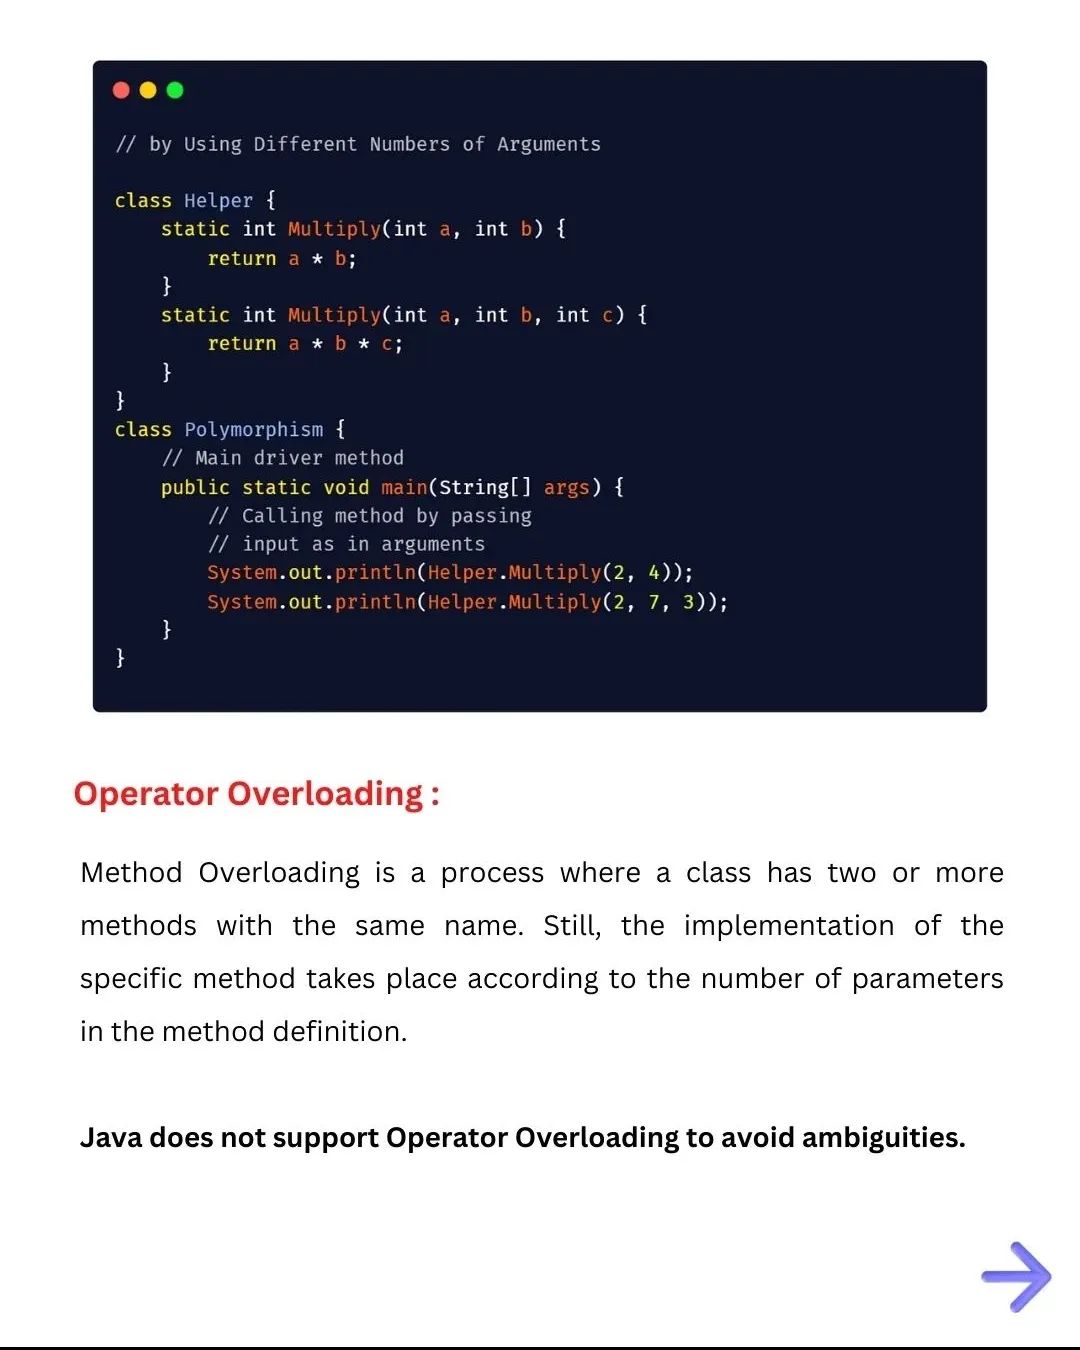 // by Using Different Numbers of Arguments
class Helper {
    static int Multiply(int a, int b) {
        return a * b;
    }
    static int Multiply(int a, int b, int c) {
        return a * b * c;
    }
}
class Polymorphism {
    // Main driver method
    public static void main(String[] args) {
        // Calling method by passing
        // input as in arguments
        System.out.println(Helper.Multiply(2, 4));
        System.out.println(Helper.Multiply(2, 7, 3));
    }
}
Operator Overloading :
Method Overloading is a process where a class has two or more
methods with the same name. Still, the implementation of the
specific method takes place according to the number of parameters
in the method definition.
Java does not support Operator Overloading to avoid ambiguities.